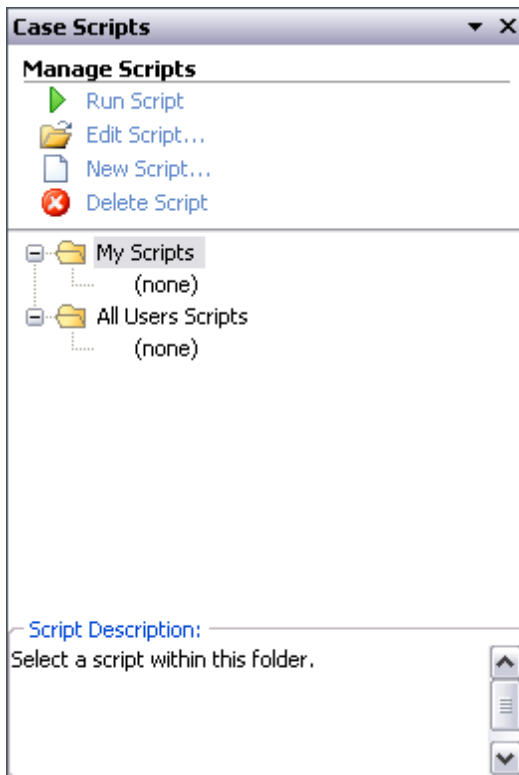 Case Scripts
Manage Scripts
Run Script
Edit Script...
New Script...
Delete Script
My Scripts
(none)
All Users Scripts
(none)
Script Description:
Select a script within this folder.